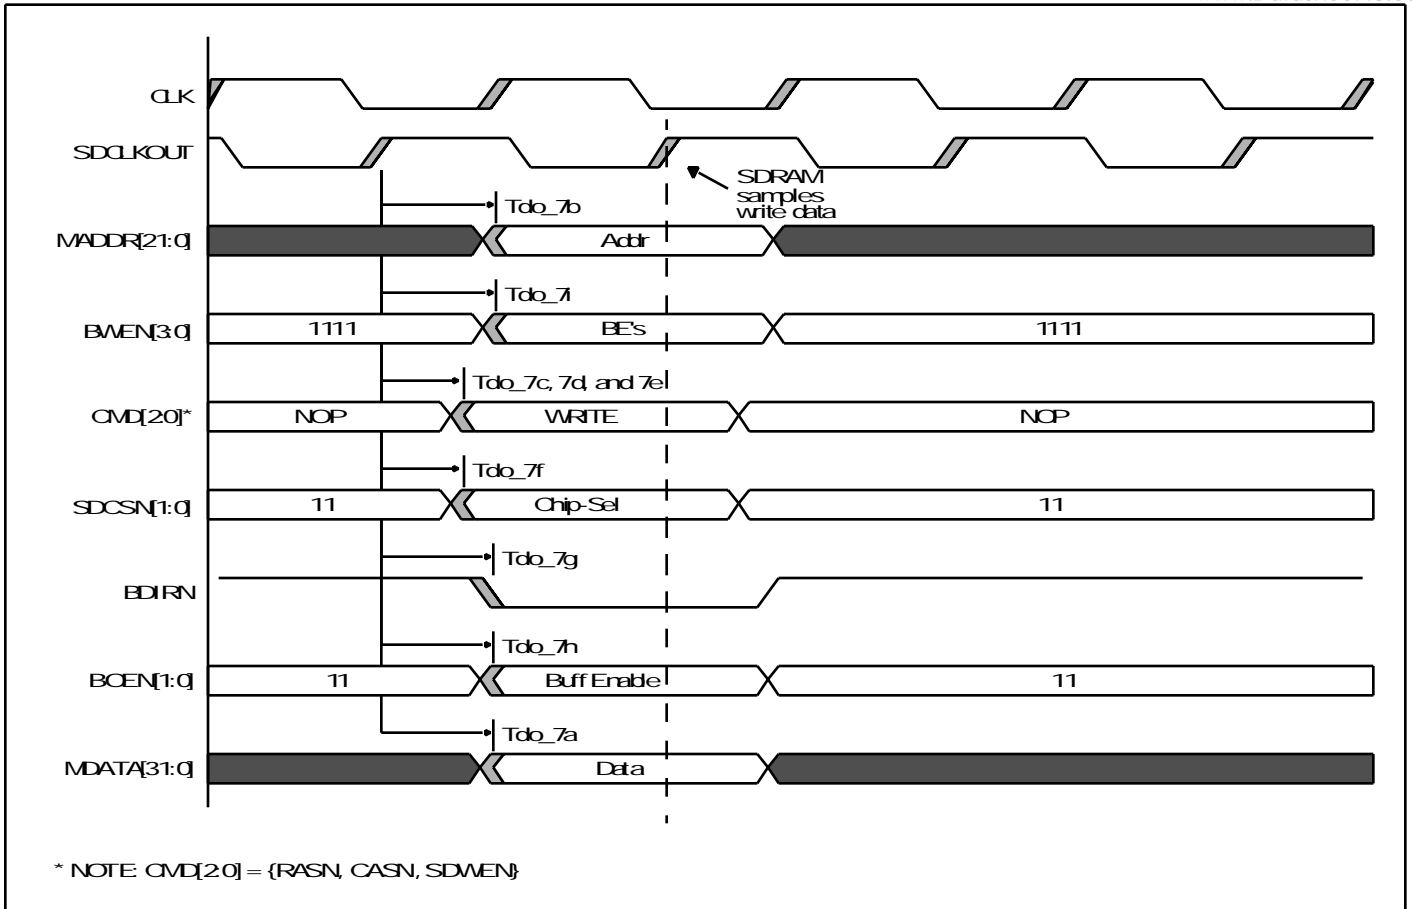 CLK
SDCLKOUT
SDRAM
samples
write data
Tdo_7b
MADDR[21:0] Addr
Tdo_7i
BWEN[3:0] 1111 BE's 1111
Tdo_7c, 7d, and 7e
CMD[2:0]* NOP WRITE NOP
Tdo_7f
SDCSN[1:0] 11 Chip-Sel 11
Tdo_7g
BDIRN
Tdo_7h
BOEN[1:0] 11 Buff Enable 11
Tdo_7a
MDATA[31:0] Data
* NOTE: CMD[2:0] = {RASN, CASN, SDWEN}